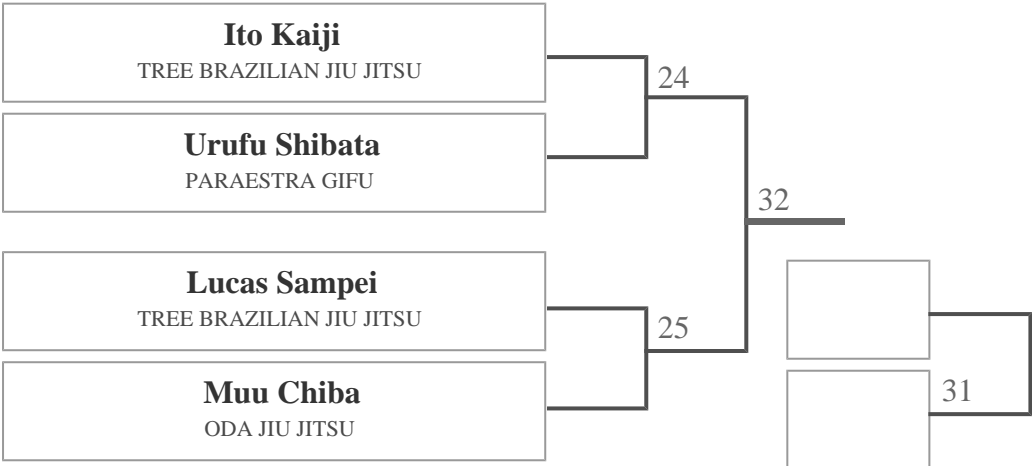 Ito Kaiji
TREE BRAZILIAN JIU JITSU
24
Urufu Shibata
PARAESTRA GIFU
32
Lucas Sampei
TREE BRAZILIAN JIU JITSU
25
Muu Chiba
ODA JIU JITSU
31